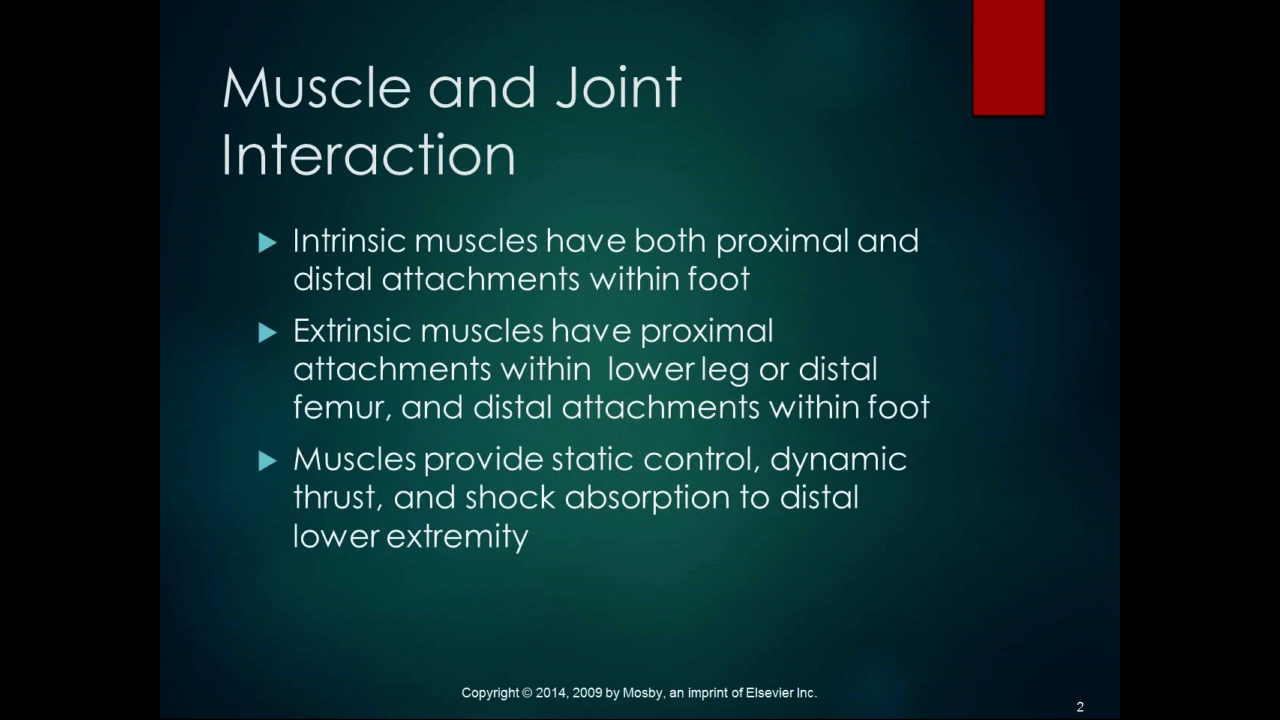 Muscle and Joint
Interaction
Intrinsic muscles have both proximal and
distal attachments within foot
Extrinsic muscles have proximal
attachments within lower leg or distal
femur, and distal attachments within foot
Muscles provide static control, dynamic
thrust, and shock absorption to distal
lower extremity
Copyright © 2014, 2009 by Mosby, an imprint of Elsevier Inc.
2